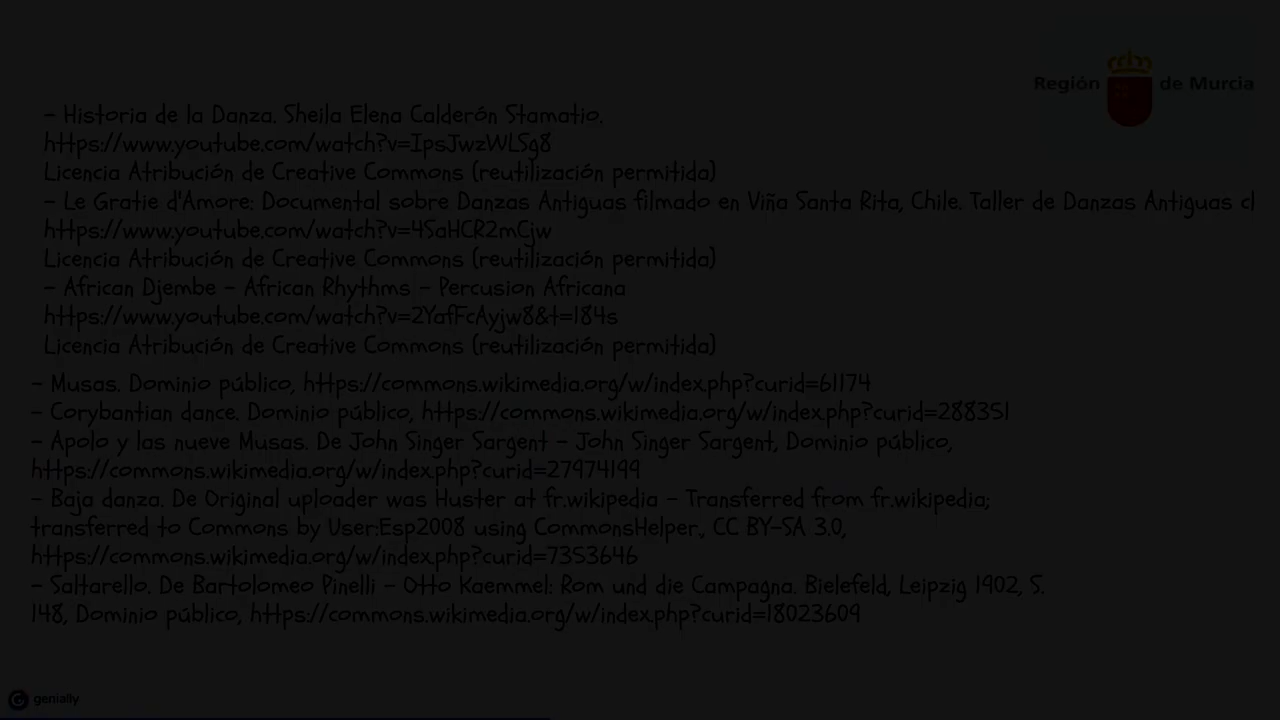 Región de Murcia
- Historia de la Danza. Sheila Elena Calderón Stamatio.
https://www.youtube.com/watch?v=IpsJwzWLSg8
Licencia Atribución de Creative Commons (reutilización permitida)
- Le Gratie d'Amore: Documental sobre Danzas Antiguas filmado en Viña Santa Rita, Chile. Taller de Danzas Antiguas cl
https://www.youtube.com/watch?v=4SaHCR2mCjw
Licencia Atribución de Creative Commons (reutilización permitida)
- African Djembe - African Rhythms - Percusion Africana
https://www.youtube.com/watch?v=2YafFcAyjw8&t=184s
Licencia Atribución de Creative Commons (reutilización permitida)
- Musas. Dominio público, https://commons.wikimedia.org/w/index.php?curid=61174
- Corybantian dance. Dominio público, https://commons.wikimedia.org/w/index.php?curid=288351
- Apolo y las nueve Musas. De John Singer Sargent - John Singer Sargent, Dominio público,
https://commons.wikimedia.org/w/index.php?curid=27974199
- Baja danza. De Original uploader was Huster at fr.wikipedia - Transferred from fr.wikipedia;
transferred to Commons by User:Esp2008 using CommonsHelper., CC BY-SA 3.0,
https://commons.wikimedia.org/w/index.php?curid=7353646
- Saltarello. De Bartolomeo Pinelli - Otto Kaemmel: Rom und die Campagna. Bielefeld, Leipzig 1902, S.
148, Dominio público, https://commons.wikimedia.org/w/index.php?curid=18023609
genially